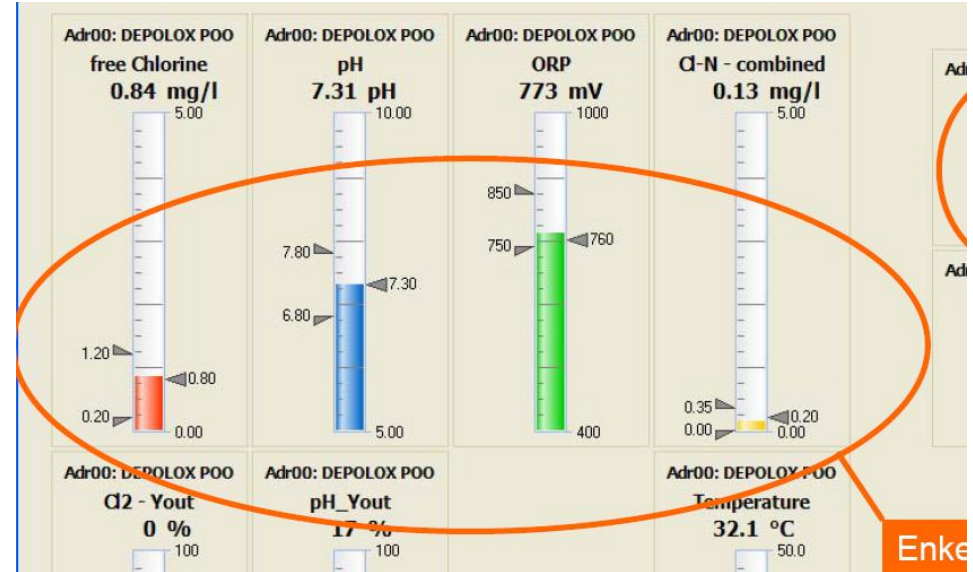 Adr00: DEPOLOX POO
free Chlorine
0.84 mg/l
5.00
1.20
0.80
0.20
0.00
Adr00: DEPOLOX POO
pH
7.31 pH
10.00
7.80
7.30
6.80
5.00
Adr00: DEPOLOX POO
ORP
773 mV
1000
850
750
760
400
Adr00: DEPOLOX POO
Cl-N - combined
0.13 mg/l
5.00
0.35
0.20
0.00
0.00
Adr00: DEPOLOX POO
Cl2 - Yout
0 %
100
Adr00: DEPOLOX POO
pH_Yout
17 %
100
Adr00: DEPOLOX POO
Temperature
32.1 °C
50.0
Enke